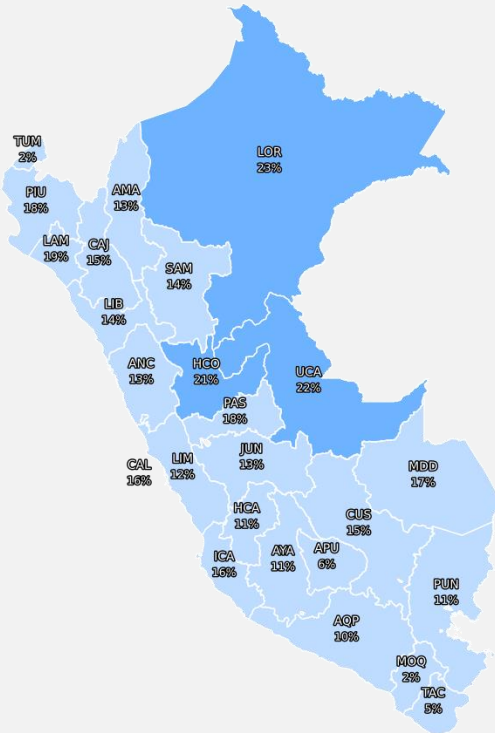 LOR
23%
TUM
2%
PIU
18%
AMA
13%
LAM
19%
CAJ
15%
SAM
14%
LIB
14%
ANC
13%
HCO
21%
UCA
22%
PAS
18%
CAL
16%
LIM
12%
JUN
13%
MDD
17%
HCA
11%
CUS
15%
ICA
16%
AYA
11%
APU
6%
PUN
11%
AQP
10%
MOQ
2%
TAC
5%